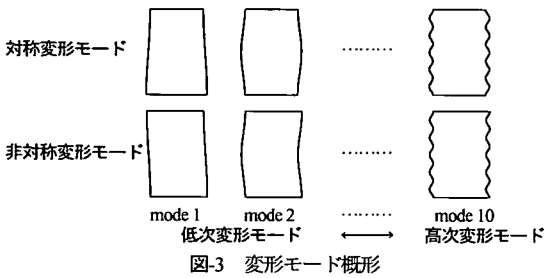 対称変形モード
………
非対称変形モード
………
mode 1 mode 2 ……… mode 10
低次変形モード ⟷ 高次変形モード
図-3 変形モード概形